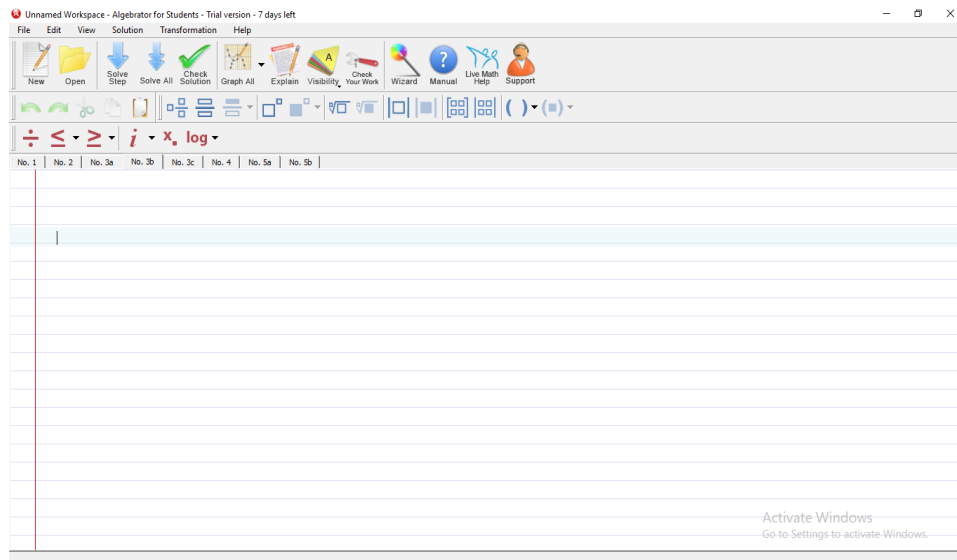 Unnamed Workspace - Algebrator for Students - Trial version - 7 days left
File Edit View Solution Transformation Help
New Open Solve Step Solve All Check Solution Graph All Explain Visibility Check Your Work Wizard Manual Live Math Help Support
÷ ≤ ≥ i x log
No. 1 No. 2 No. 3a No. 3b No. 3c No. 4 No. 5a No. 5b
Activate Windows
Go to Settings to activate Windows.